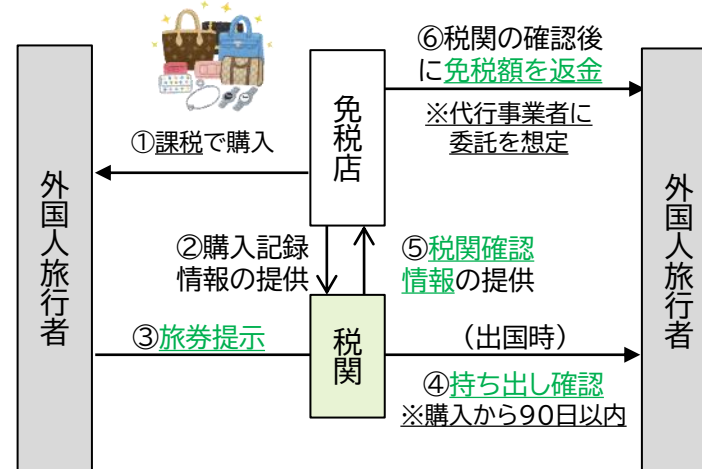 外国人旅行者
①課税で購入
免税店
⑥税関の確認後
に免税額を返金
※代行事業者に
委託を想定
②購入記録
情報の提供
⑤税関確認
情報の提供
③旅券提示
税関
（出国時）
④持ち出し確認
※購入から90日以内
外国人旅行者